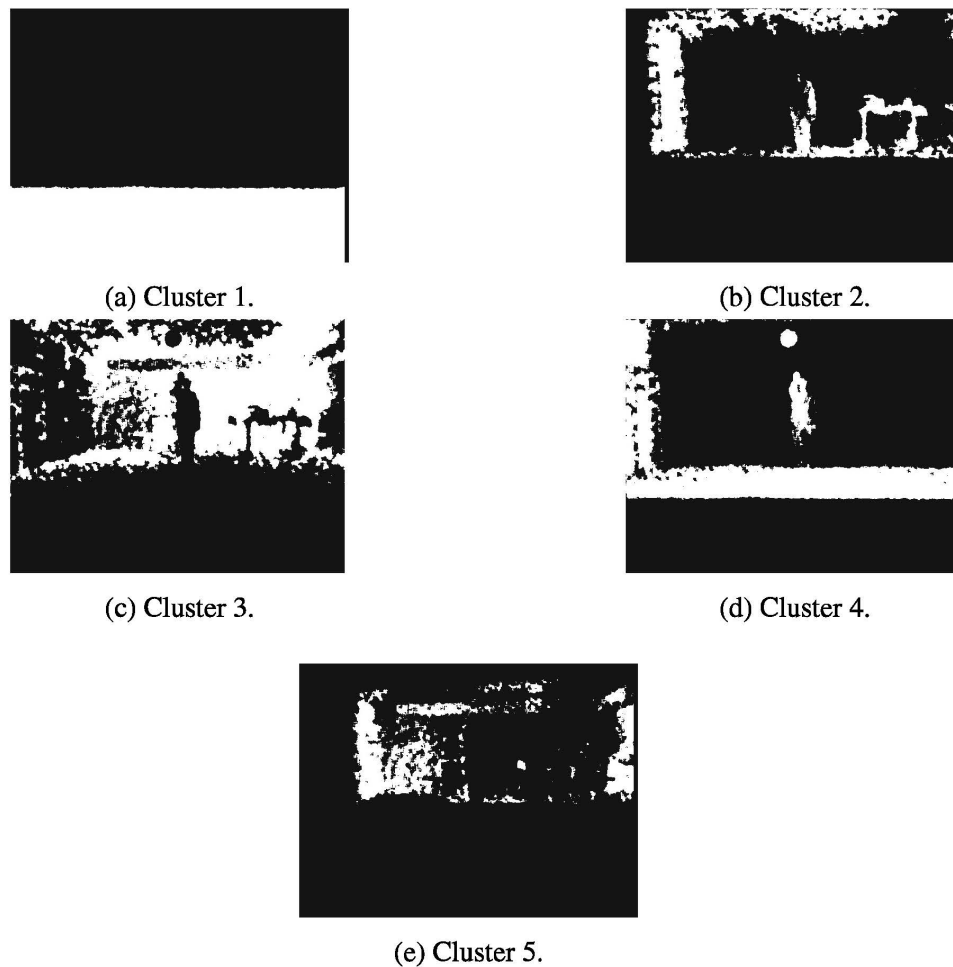 (a) Cluster 1.
(b) Cluster 2.
(c) Cluster 3.
(d) Cluster 4.
(e) Cluster 5.